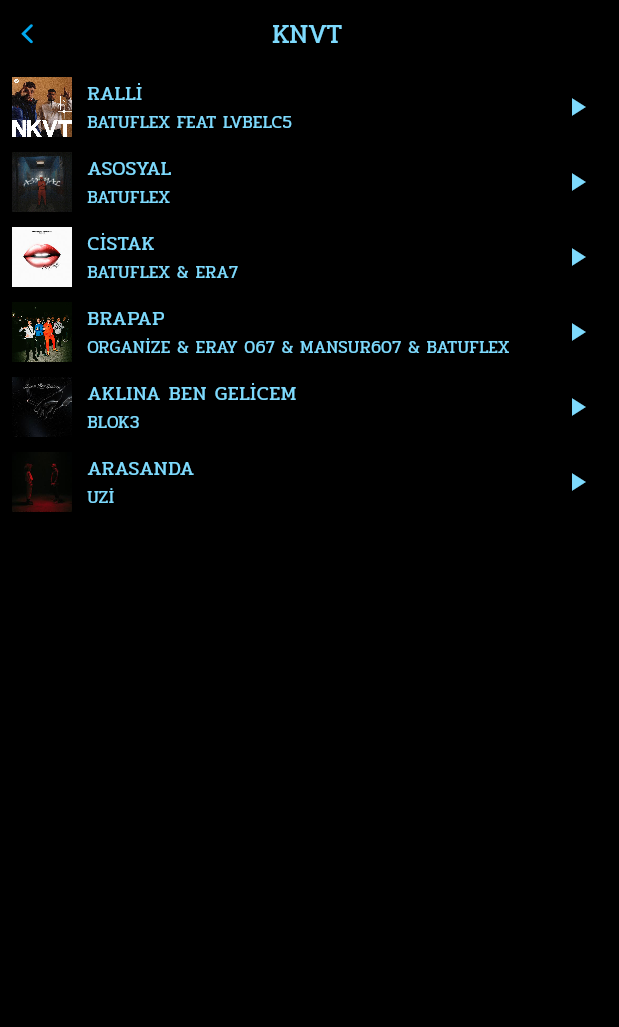 KNVT
RALLİ
BATUFLEX FEAT LVBELC5
NKVT
ASOSYAL
BATUFLEX
CİSTAK
BATUFLEX & ERA7
BRAPAP
ORGANİZE & ERAY 067 & MANSUR607 & BATUFLEX
AKLINA BEN GELİCEM
BLOK3
ARASANDA
UZİ